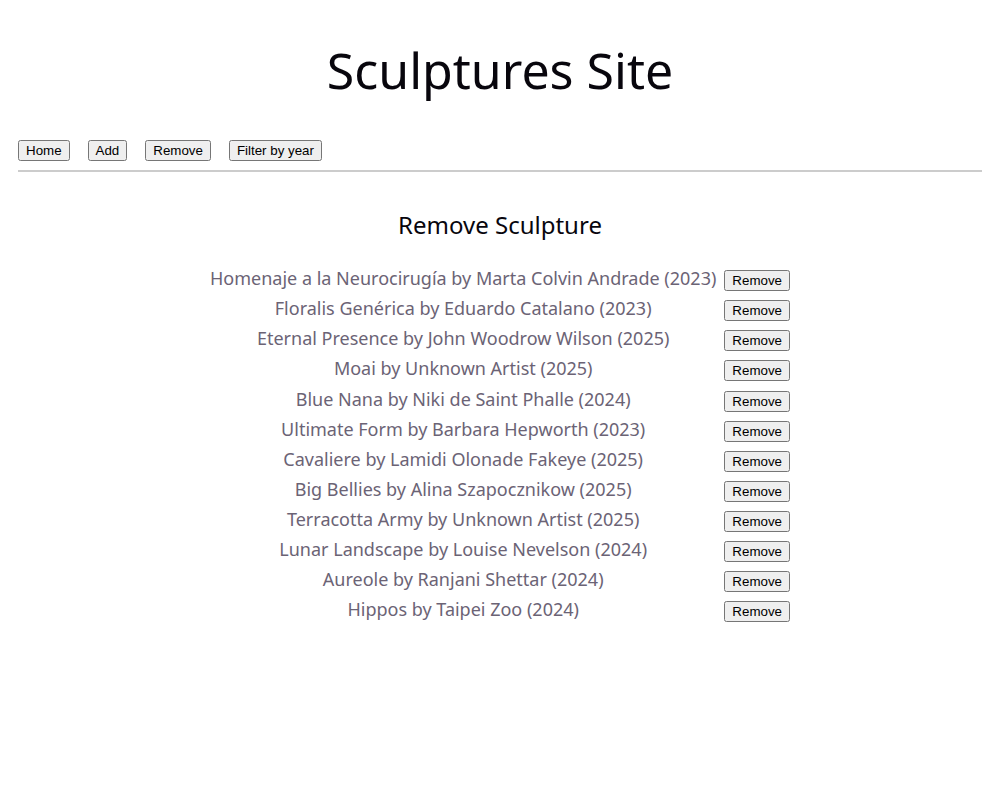 Sculptures Site
Home Add Remove Filter by year
Remove Sculpture
Homenaje a la Neurocirugía by Marta Colvin Andrade (2023) Remove
Floralis Genérica by Eduardo Catalano (2023) Remove
Eternal Presence by John Woodrow Wilson (2025) Remove
Moai by Unknown Artist (2025) Remove
Blue Nana by Niki de Saint Phalle (2024) Remove
Ultimate Form by Barbara Hepworth (2023) Remove
Cavaliere by Lamidi Olonade Fakeye (2025) Remove
Big Bellies by Alina Szapocznikow (2025) Remove
Terracotta Army by Unknown Artist (2025) Remove
Lunar Landscape by Louise Nevelson (2024) Remove
Aureole by Ranjani Shettar (2024) Remove
Hippos by Taipei Zoo (2024) Remove